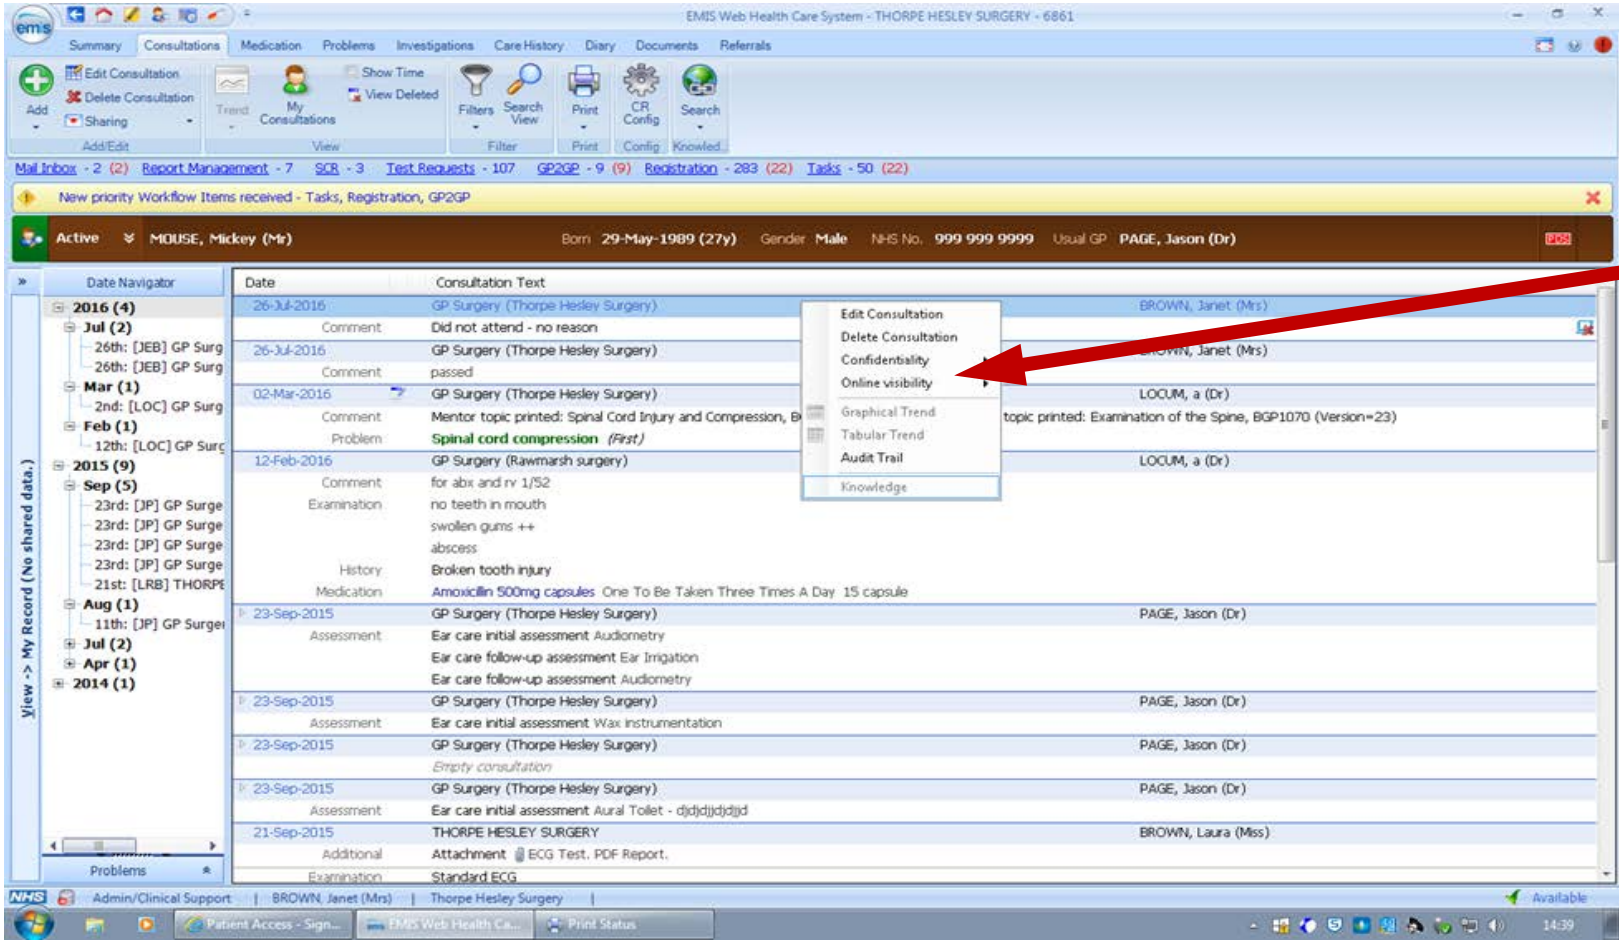 emis
EMIS Web Health Care System - THORPE HESLEY SURGERY - 6861
Summary Consultations Medication Problems Investigations Care History Diary Documents Referrals
Add
Edit Consultation
Delete Consultation
Sharing
Add/Edit
Trend
My Consultations
Show Time
View Deleted
View
Filters
Search View
Filter
Print
Print
CR Config
Config
Search
Knowled...
Mail Inbox - 2 (2) Report Management - 7 SCR - 3 Test Requests - 107 GP2GP - 9 (9) Registration - 283 (22) Tasks - 50 (22)
New priority Workflow Items received - Tasks, Registration, GP2GP
Active MOUSE, Mickey (Mr) Born 29-May-1989 (27y) Gender Male NHS No. 999 999 9999 Usual GP PAGE, Jason (Dr) PDS
View -> My Record (No shared data.)
Date Navigator
2016 (4)
Jul (2)
26th: [JEB] GP Surg
26th: [JEB] GP Surg
Mar (1)
2nd: [LOC] GP Surg
Feb (1)
12th: [LOC] GP Surg
2015 (9)
Sep (5)
23rd: [JP] GP Surge
23rd: [JP] GP Surge
23rd: [JP] GP Surge
23rd: [JP] GP Surge
21st: [LRB] THORPE
Aug (1)
11th: [JP] GP Surger
Jul (2)
Apr (1)
2014 (1)
Problems
Date Consultation Text
26-Jul-2016 GP Surgery (Thorpe Hesley Surgery) BROWN, Janet (Mrs)
Comment Did not attend - no reason
26-Jul-2016 GP Surgery (Thorpe Hesley Surgery) BROWN, Janet (Mrs)
Comment passed
02-Mar-2016 GP Surgery (Thorpe Hesley Surgery) LOCUM, a (Dr)
Comment Mentor topic printed: Spinal Cord Injury and Compression, B topic printed: Examination of the Spine, BGP1070 (Version=23)
Problem Spinal cord compression (First)
12-Feb-2016 GP Surgery (Rawmarsh surgery) LOCUM, a (Dr)
Comment for abx and rv 1/52
Examination no teeth in mouth
swollen gums ++
abscess
History Broken tooth injury
Medication Amoxicillin 500mg capsules One To Be Taken Three Times A Day 15 capsule
23-Sep-2015 GP Surgery (Thorpe Hesley Surgery) PAGE, Jason (Dr)
Assessment Ear care initial assessment Audiometry
Ear care follow-up assessment Ear Irrigation
Ear care follow-up assessment Audiometry
23-Sep-2015 GP Surgery (Thorpe Hesley Surgery) PAGE, Jason (Dr)
Assessment Ear care initial assessment Wax instrumentation
23-Sep-2015 GP Surgery (Thorpe Hesley Surgery) PAGE, Jason (Dr)
Empty consultation
23-Sep-2015 GP Surgery (Thorpe Hesley Surgery) PAGE, Jason (Dr)
Assessment Ear care initial assessment Aural Toilet -
21-Sep-2015 THORPE HESLEY SURGERY BROWN, Laura (Miss)
Additional Attachment ECG Test. PDF Report.
Examination Standard ECG
Edit Consultation
Delete Consultation
Confidentiality
Online visibility
Graphical Trend
Tabular Trend
Audit Trail
Knowledge
NHS Admin/Clinical Support | BROWN, Janet (Mrs) | Thorpe Hesley Surgery | Available
Patient Access - Sign... EMIS Web Health Ca... Print Status 14:39